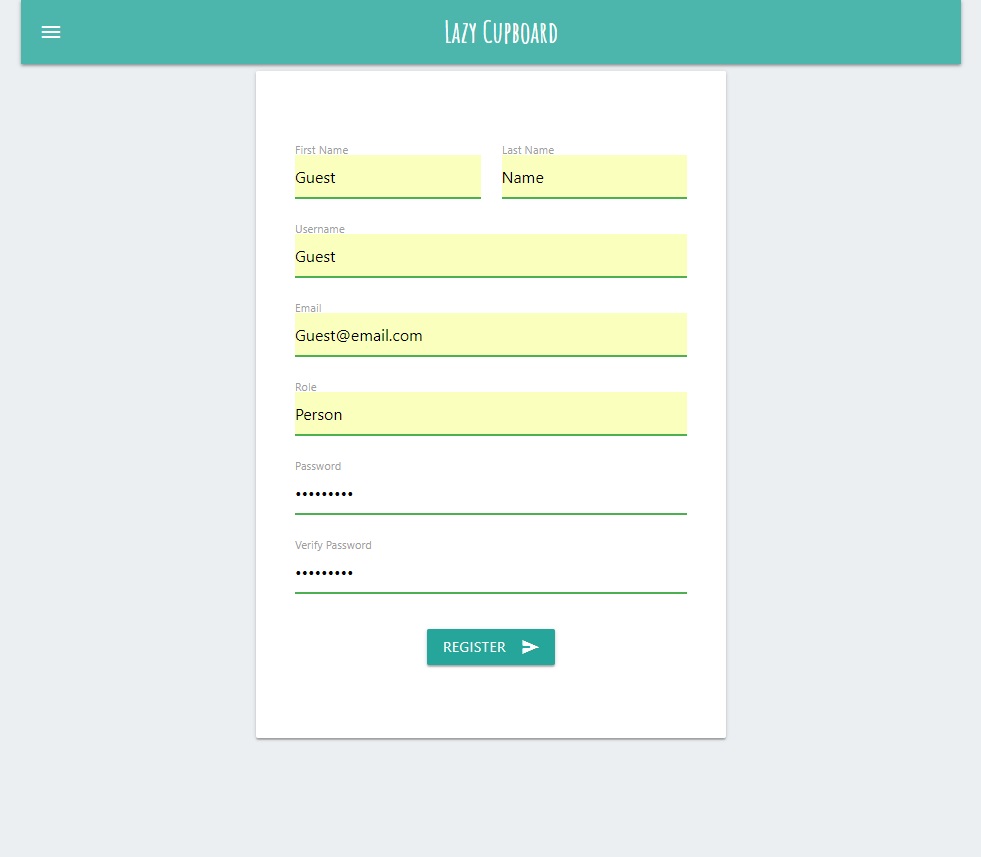 Lazy Cupboard
First Name Last Name
Guest Name
Username
Guest
Email
Guest@email.com
Role
Person
Password
•••••••••
Verify Password
•••••••••
REGISTER